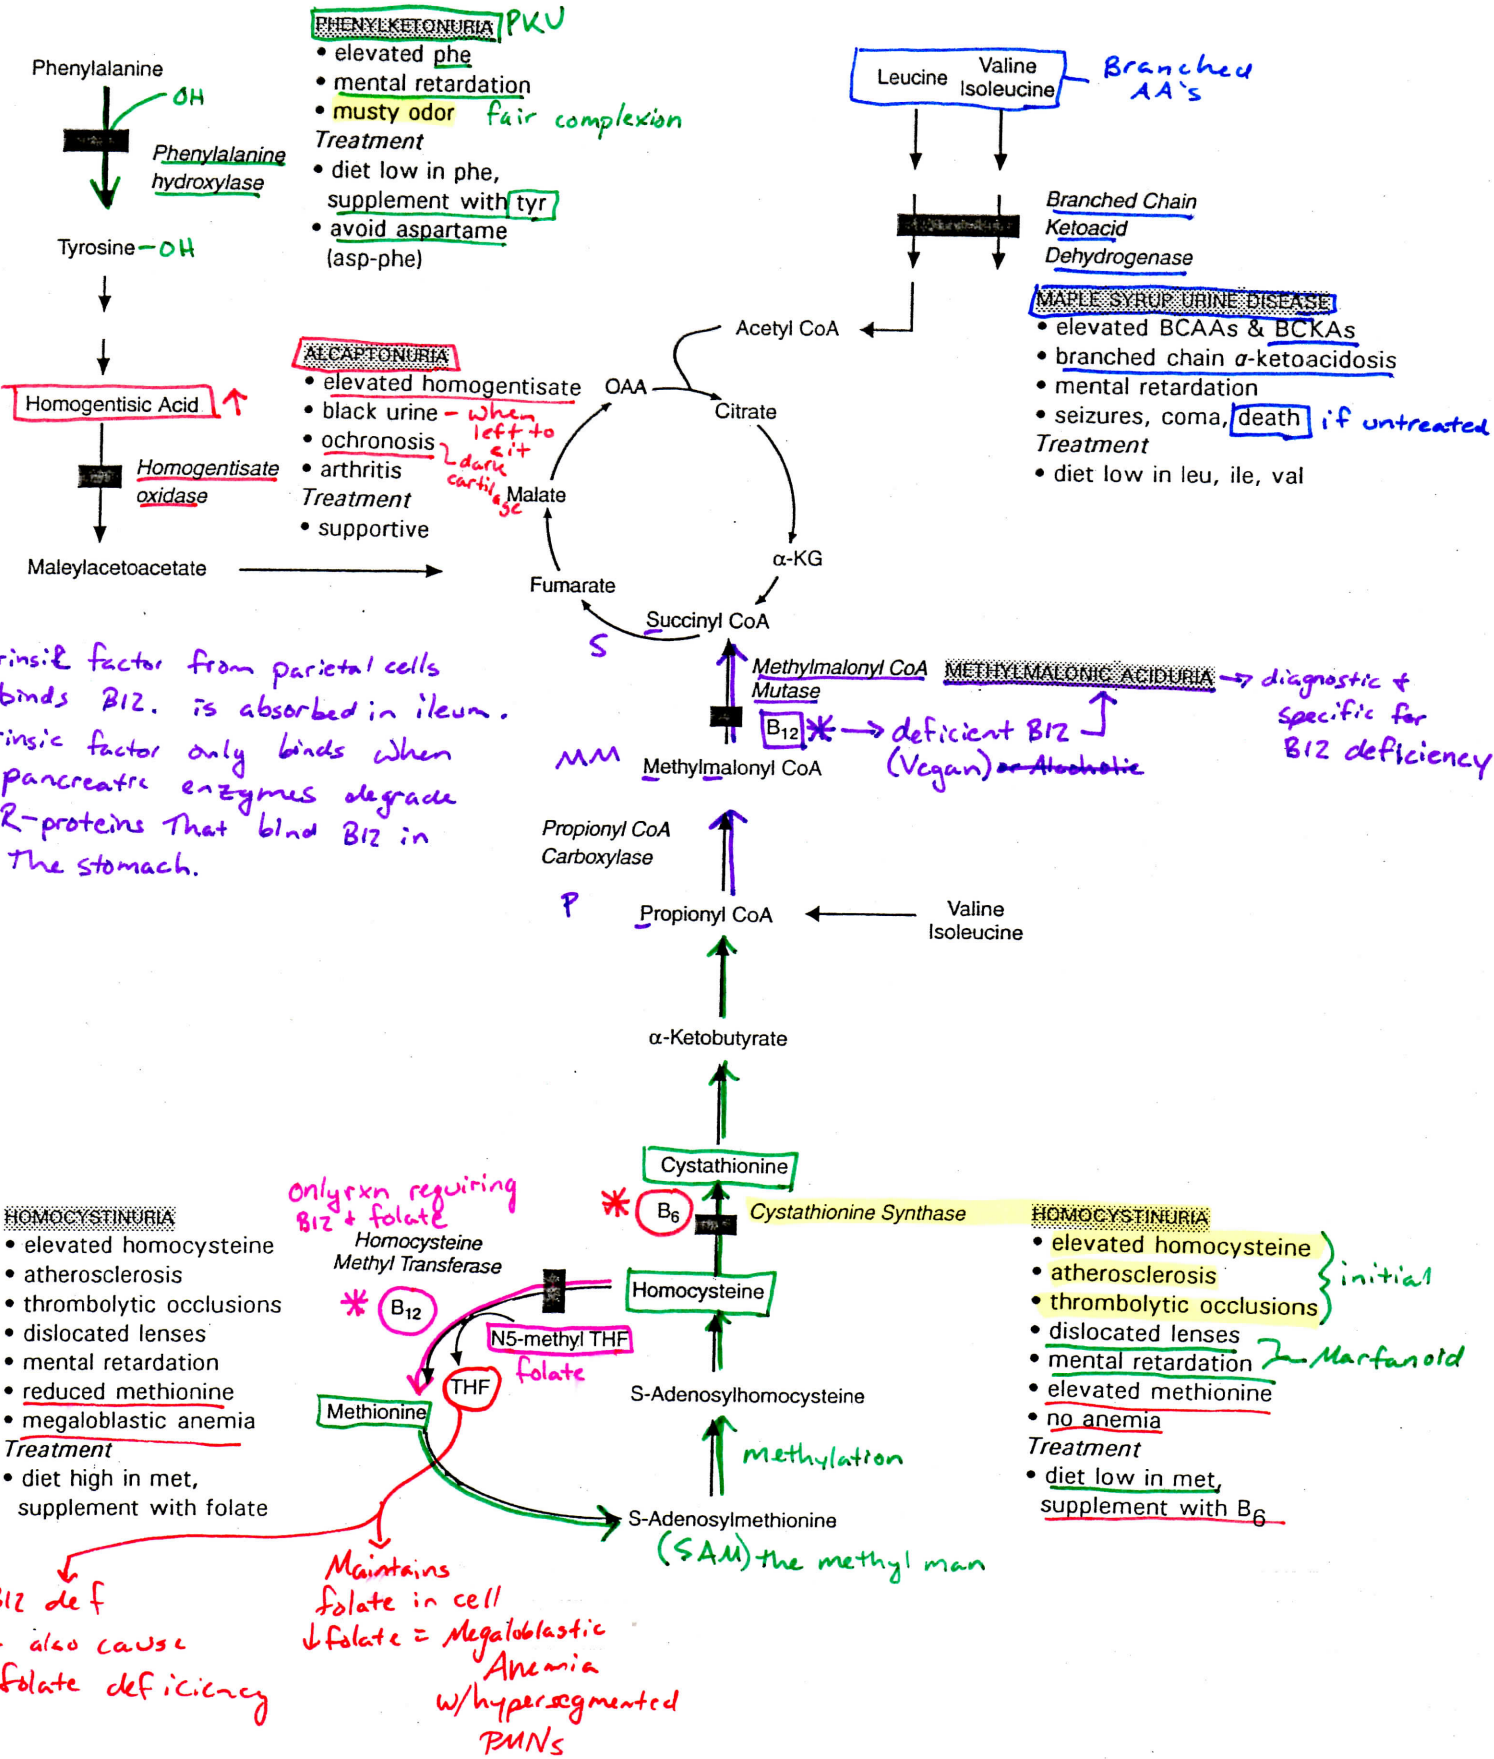 PHENYLKETONURIA PKU
• elevated phe
• mental retardation
• musty odor fair complexion
Treatment
• diet low in phe,
supplement with tyr
• avoid aspartame
(asp-phe)
Phenylalanine
OH
Phenylalanine
hydroxylase
Tyrosine - OH
Homogentisic Acid ↑
Homogentisate
oxidase
Maleylacetoacetate
ALCAPTONURIA
• elevated homogentisate
• black urine - when
left to
sit
• ochronosis
dark
cartilage
• arthritis
Treatment
• supportive
Leucine
Valine
Isoleucine
Branched
AA's
Branched Chain
Ketoacid
Dehydrogenase
MAPLE SYRUP URINE DISEASE
• elevated BCAAs & BCKAs
• branched chain α-ketoacidosis
• mental retardation
• seizures, coma, death if untreated
Treatment
• diet low in leu, ile, val
Acetyl CoA
OAA
Citrate
Malate
α-KG
Fumarate
Succinyl CoA
S
Methylmalonyl CoA
Mutase
METHYLMALONIC ACIDURIA → diagnostic +
specific for
B12 deficiency
B12 * → deficient B12
(Vegan) or Alcoholic
MM
Methylmalonyl CoA
rinsic factor from parietal cells
binds B12. is absorbed in ileum.
rinsic factor only binds when
pancreatic enzymes degrade
R-proteins that bind B12 in
the stomach.
Propionyl CoA
Carboxylase
P
Propionyl CoA
Valine
Isoleucine
α-Ketobutyrate
Cystathionine
* B6
Cystathionine Synthase
Homocysteine
only rxn requiring
B12 + folate
Homocysteine
Methyl Transferase
* B12
N5-methyl THF
folate
THF
Methionine
S-Adenosylhomocysteine
methylation
S-Adenosylmethionine
(SAM) the methyl man
HOMOCYSTINURIA
• elevated homocysteine
• atherosclerosis
• thrombolytic occlusions
• dislocated lenses
• mental retardation
• reduced methionine
• megaloblastic anemia
Treatment
• diet high in met,
supplement with folate
HOMOCYSTINURIA
• elevated homocysteine
• atherosclerosis
• thrombolytic occlusions
initial
• dislocated lenses
• mental retardation
Marfanoid
• elevated methionine
• no anemia
Treatment
• diet low in met,
supplement with B6
B12 def
also cause
folate deficiency
Maintains
folate in cell
↓folate = Megaloblastic
Anemia
w/hypersegmented
PMNs